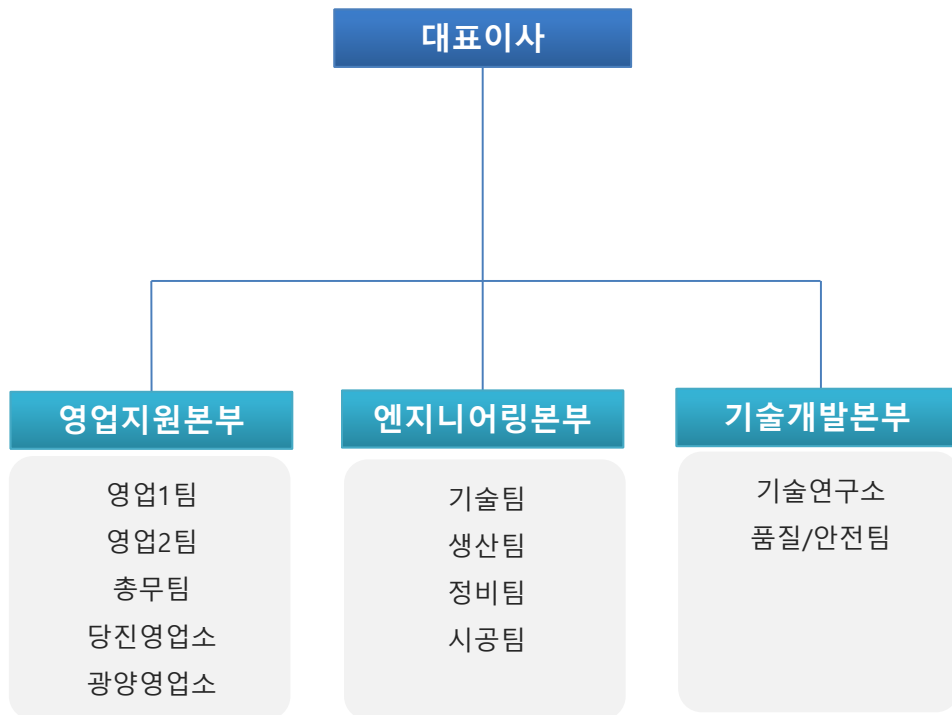 대표이사
영업지원본부
영업1팀
영업2팀
총무팀
당진영업소
광양영업소
엔지니어링본부
기술팀
생산팀
정비팀
시공팀
기술개발본부
기술연구소
품질/안전팀